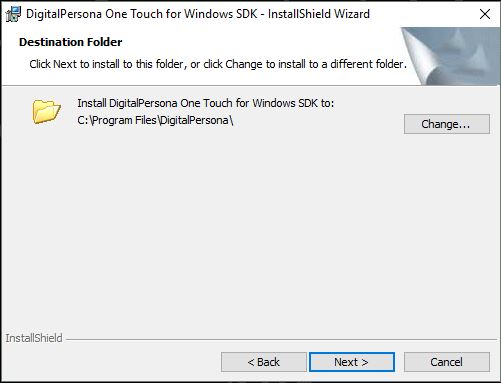 DigitalPersona One Touch for Windows SDK - InstallShield Wizard
Destination Folder
Click Next to install to this folder, or click Change to install to a different folder.
Install DigitalPersona One Touch for Windows SDK to:
C:\Program Files\DigitalPersona\
Change...
InstallShield
< Back
Next >
Cancel